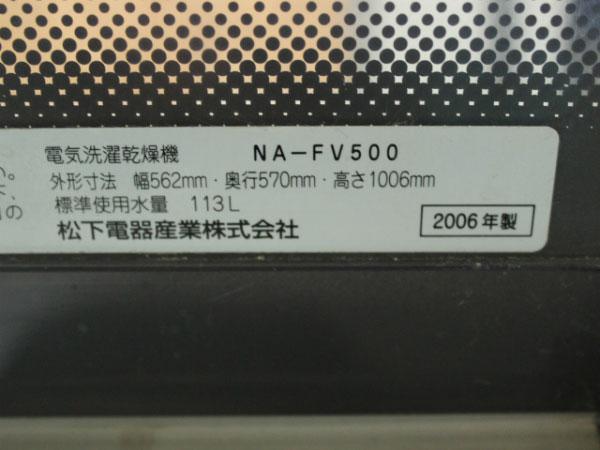 電気洗濯乾燥機 NA-FV500
外形寸法 幅562mm・奥行570mm・高さ1006mm
標準使用水量 113L
松下電器産業株式会社
2006年製